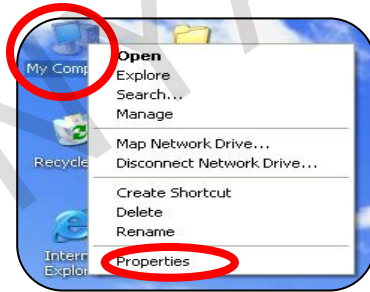 My Comp
Open
Explore
Search...
Manage
Map Network Drive...
Recycle
Disconnect Network Drive...
Create Shortcut
Delete
Rename
Intern
Explor
Properties